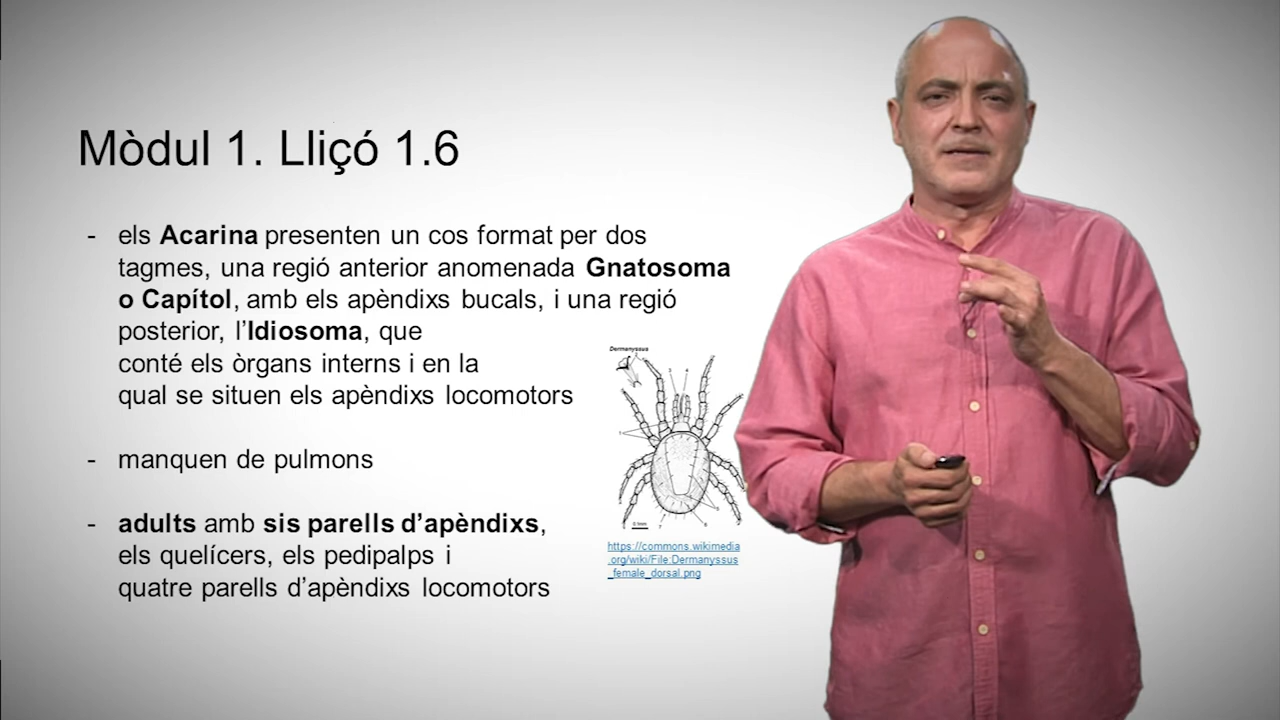 Mòdul 1. Lliçó 1.6
- els Acarina presenten un cos format per dos
tagmes, una regió anterior anomenada Gnatosoma
o Capítol, amb els apèndixs bucals, i una regió
posterior, l’Idiosoma, que
conté els òrgans interns i en la
qual se situen els apèndixs locomotors
- manquen de pulmons
- adults amb sis parells d’apèndixs,
els quelícers, els pedipalps i
quatre parells d’apèndixs locomotors
Dermanyssus
https://commons.wikimedia
.org/wiki/File:Dermanyssus
_female_dorsal.png